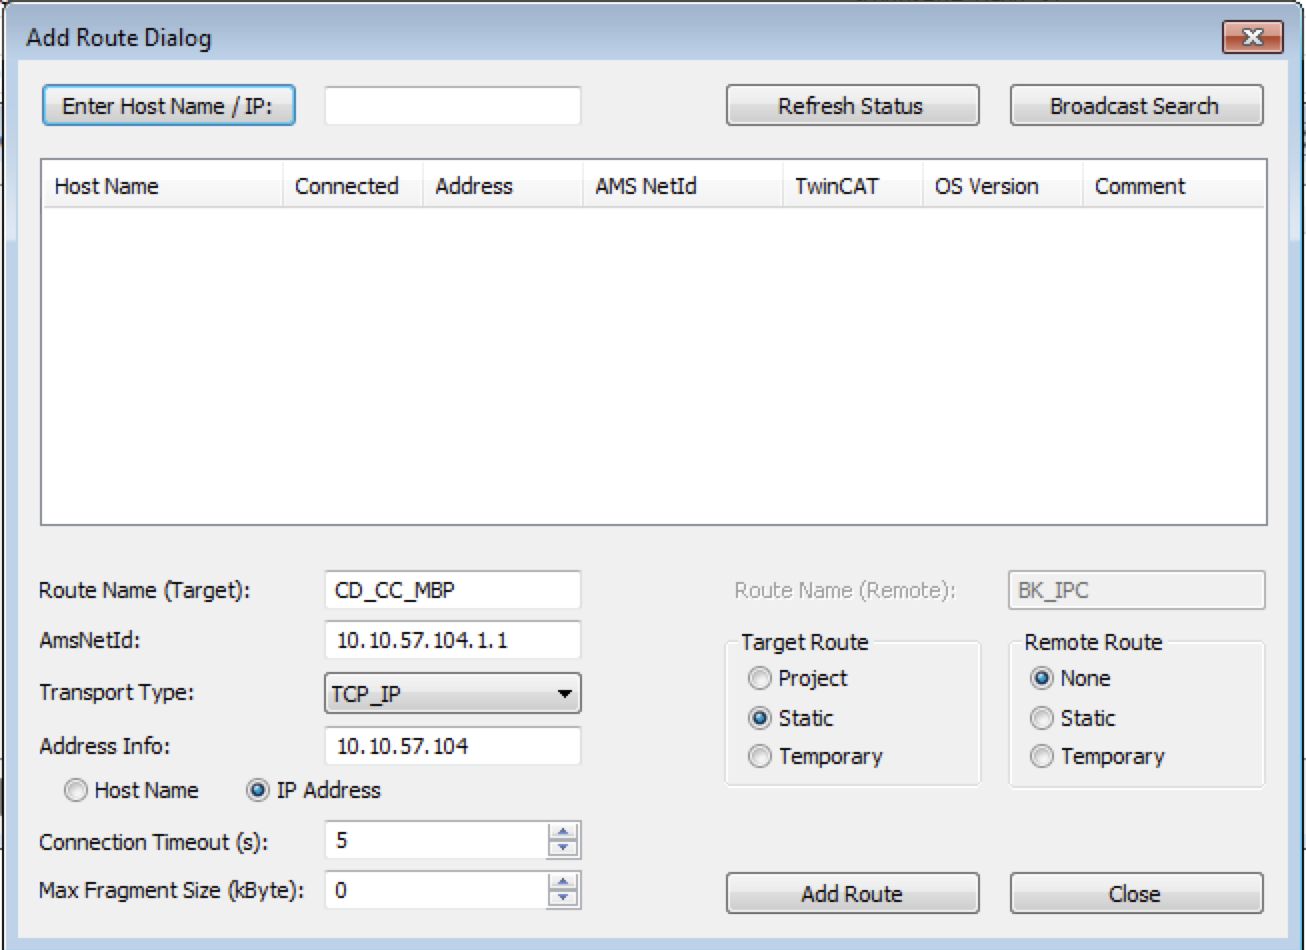 Add Route Dialog
Enter Host Name / IP:
Refresh Status
Broadcast Search
Host Name Connected Address AMS NetId TwinCAT OS Version Comment
Route Name (Target): CD_CC_MBP
Route Name (Remote): BK_IPC
AmsNetId: 10.10.57.104.1.1
Target Route
Remote Route
Project
None
Transport Type: TCP_IP
Static
Static
Address Info: 10.10.57.104
Temporary
Temporary
Host Name IP Address
Connection Timeout (s): 5
Max Fragment Size (kByte): 0
Add Route
Close